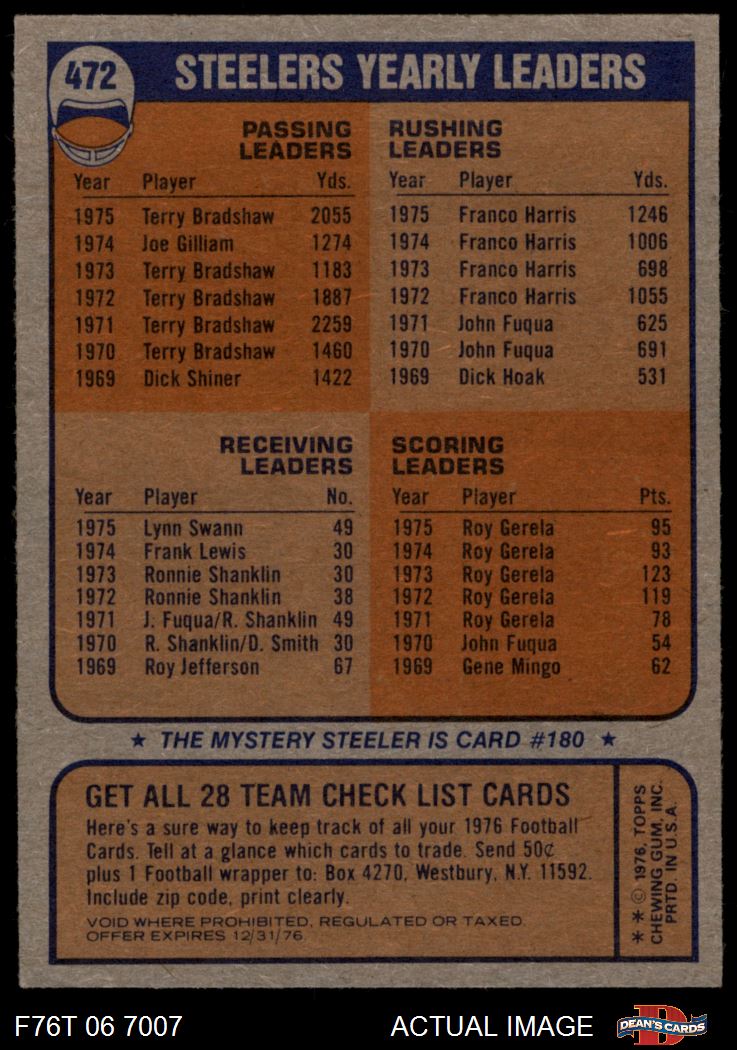 472
STEELERS YEARLY LEADERS
PASSING
LEADERS
Year Player Yds.
1975 Terry Bradshaw 2055
1974 Joe Gilliam 1274
1973 Terry Bradshaw 1183
1972 Terry Bradshaw 1887
1971 Terry Bradshaw 2259
1970 Terry Bradshaw 1460
1969 Dick Shiner 1422
RUSHING
LEADERS
Year Player Yds.
1975 Franco Harris 1246
1974 Franco Harris 1006
1973 Franco Harris 698
1972 Franco Harris 1055
1971 John Fuqua 625
1970 John Fuqua 691
1969 Dick Hoak 531
RECEIVING
LEADERS
Year Player No.
1975 Lynn Swann 49
1974 Frank Lewis 30
1973 Ronnie Shanklin 30
1972 Ronnie Shanklin 38
1971 J. Fuqua/R. Shanklin 49
1970 R. Shanklin/D. Smith 30
1969 Roy Jefferson 67
SCORING
LEADERS
Year Player Pts.
1975 Roy Gerela 95
1974 Roy Gerela 93
1973 Roy Gerela 123
1972 Roy Gerela 119
1971 Roy Gerela 78
1970 John Fuqua 54
1969 Gene Mingo 62
★ THE MYSTERY STEELER IS CARD #180 ★
GET ALL 28 TEAM CHECK LIST CARDS
Here's a sure way to keep track of all your 1976 Football
Cards. Tell at a glance which cards to trade. Send 50¢
plus 1 Football wrapper to: Box 4270, Westbury, N.Y. 11592.
Include zip code, print clearly.
VOID WHERE PROHIBITED, REGULATED OR TAXED.
OFFER EXPIRES 12/31/76.
** © 1976, TOPPS
CHEWING GUM, INC.
PRTD. IN U.S.A.
F76T 06 7007 ACTUAL IMAGE
D
DEAN'S CARDS